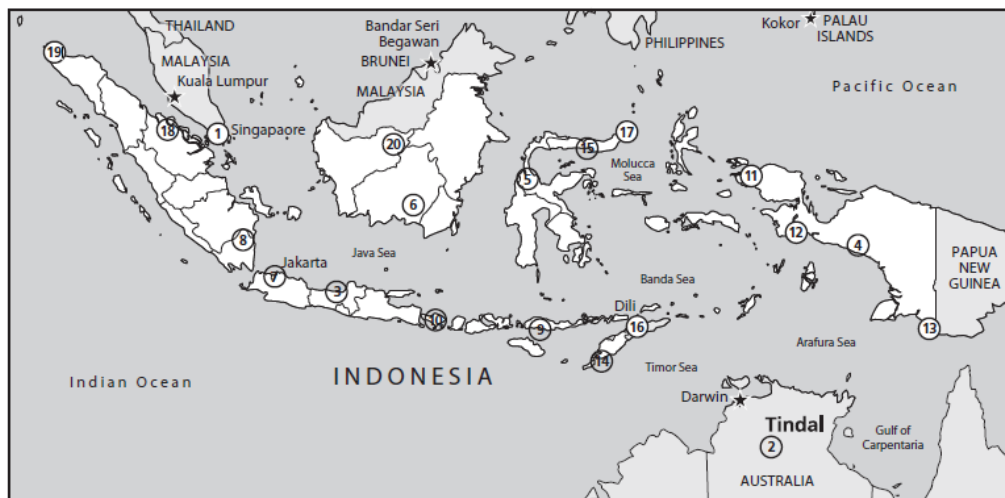 THAILAND
MALAYSIA
Kuala Lumpur
Bandar Seri
Begawan
BRUNEI
MALAYSIA
PHILIPPINES
Kokor
PALAU
ISLANDS
Pacific Ocean
19
18
1
Singapaore
20
6
5
15
17
Molucca
Sea
11
12
4
PAPUA
NEW
GUINEA
13
8
Jakarta
7
Java Sea
3
10
9
Banda Sea
Dili
16
14
Timor Sea
Arafura Sea
Indian Ocean
INDONESIA
Darwin
Tindal
2
AUSTRALIA
Gulf of
Carpentaria